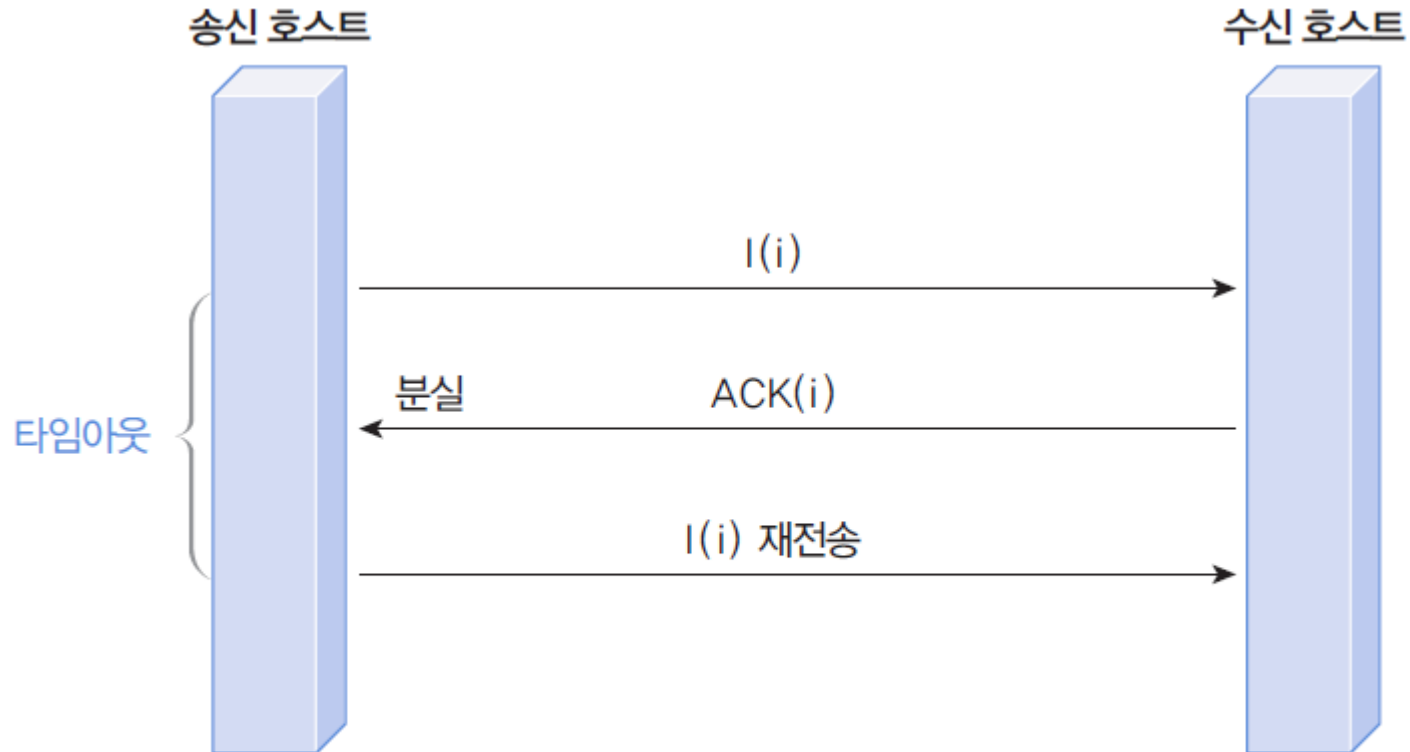 송신 호스트
수신 호스트
I(i)
분실
ACK(i)
타임아웃
I(i) 재전송